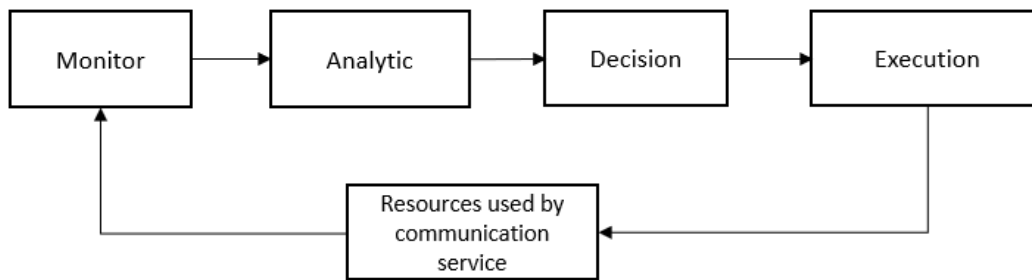 Monitor
Analytic
Decision
Execution
Resources used by
communication
service